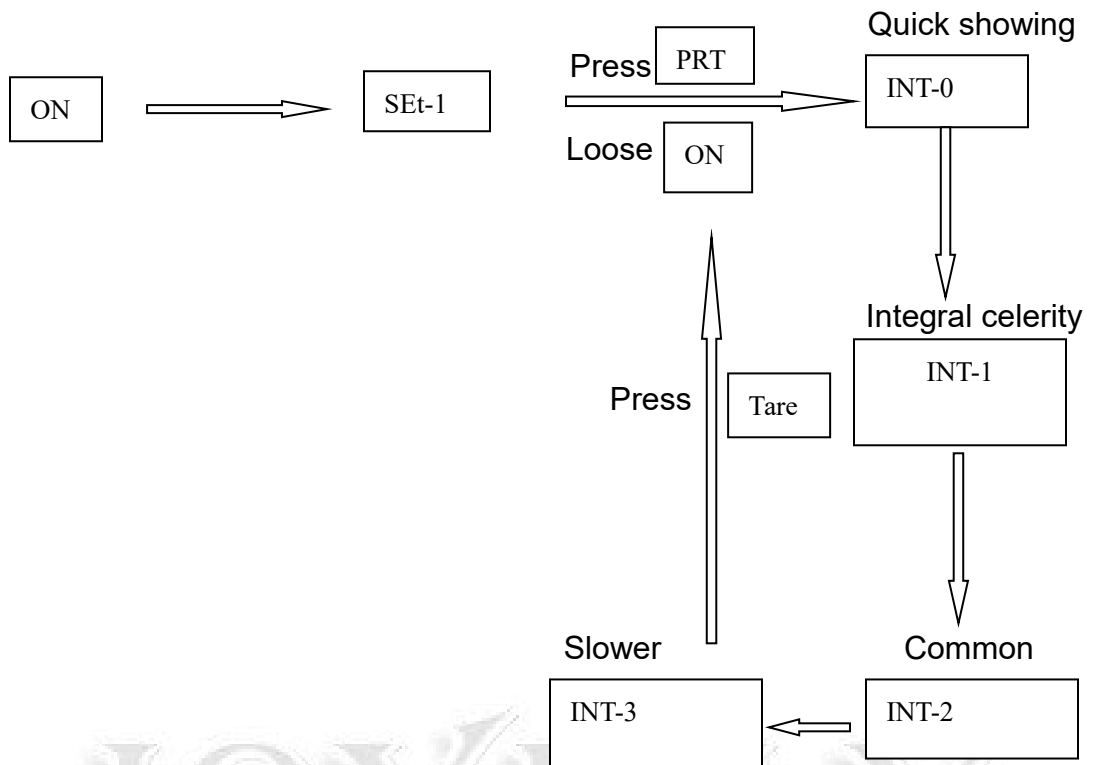 Quick showing
Press PRT
INT-0
ON
SEt-1
Loose ON
Integral celerity
INT-1
Press Tare
Slower
Common
INT-3
INT-2